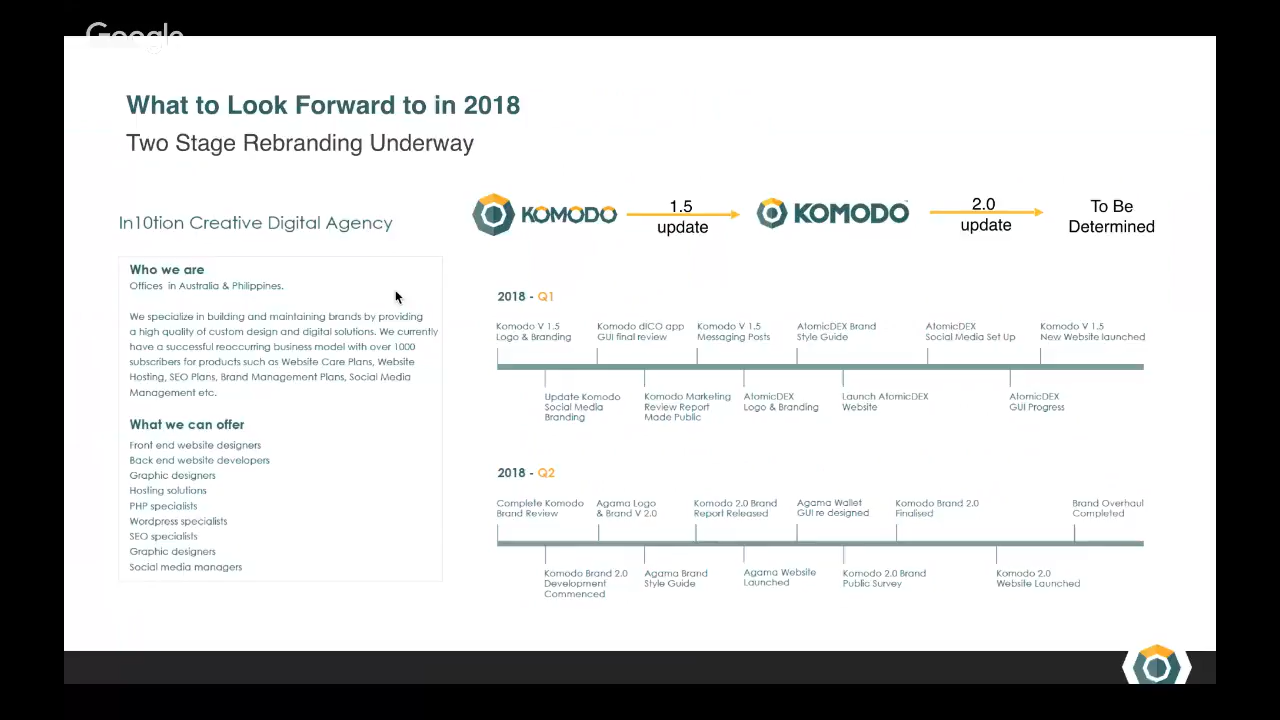 Google
What to Look Forward to in 2018
Two Stage Rebranding Underway
In10tion Creative Digital Agency
Who we are
Offices in Australia & Philippines.
We specialize in building and maintaining brands by providing
a high quality of custom design and digital solutions. We currently
have a successful reoccurring business model with over 1000
subscribers for products such as Website Care Plans, Website
Hosting, SEO Plans, Brand Management Plans, Social Media
Management etc.
What we can offer
Front end website designers
Back end website developers
Graphic designers
Hosting solutions
PHP specialists
Wordpress specialists
SEO specialists
Graphic designers
Social media managers
KOMODO
1.5
update
KOMODO
2.0
update
To Be
Determined
2018 - Q1
Komodo V 1.5
Logo & Branding
Komodo dICO app
GUI final review
Komodo V 1.5
Messaging Posts
AtomicDEX Brand
Style Guide
AtomicDEX
Social Media Set Up
Komodo V 1.5
New Website launched
Update Komodo
Social Media
Branding
Komodo Marketing
Review Report
Made Public
AtomicDEX
Logo & Branding
Launch AtomicDEX
Website
AtomicDEX
GUI Progress
2018 - Q2
Complete Komodo
Brand Review
Agama Logo
& Brand V 2.0
Komodo 2.0 Brand
Report Released
Agama Wallet
GUI re designed
Komodo Brand 2.0
Finalised
Brand Overhaul
Completed
Komodo Brand 2.0
Development
Commenced
Agama Brand
Style Guide
Agama Website
Launched
Komodo 2.0 Brand
Public Survey
Komodo 2.0
Website Launched